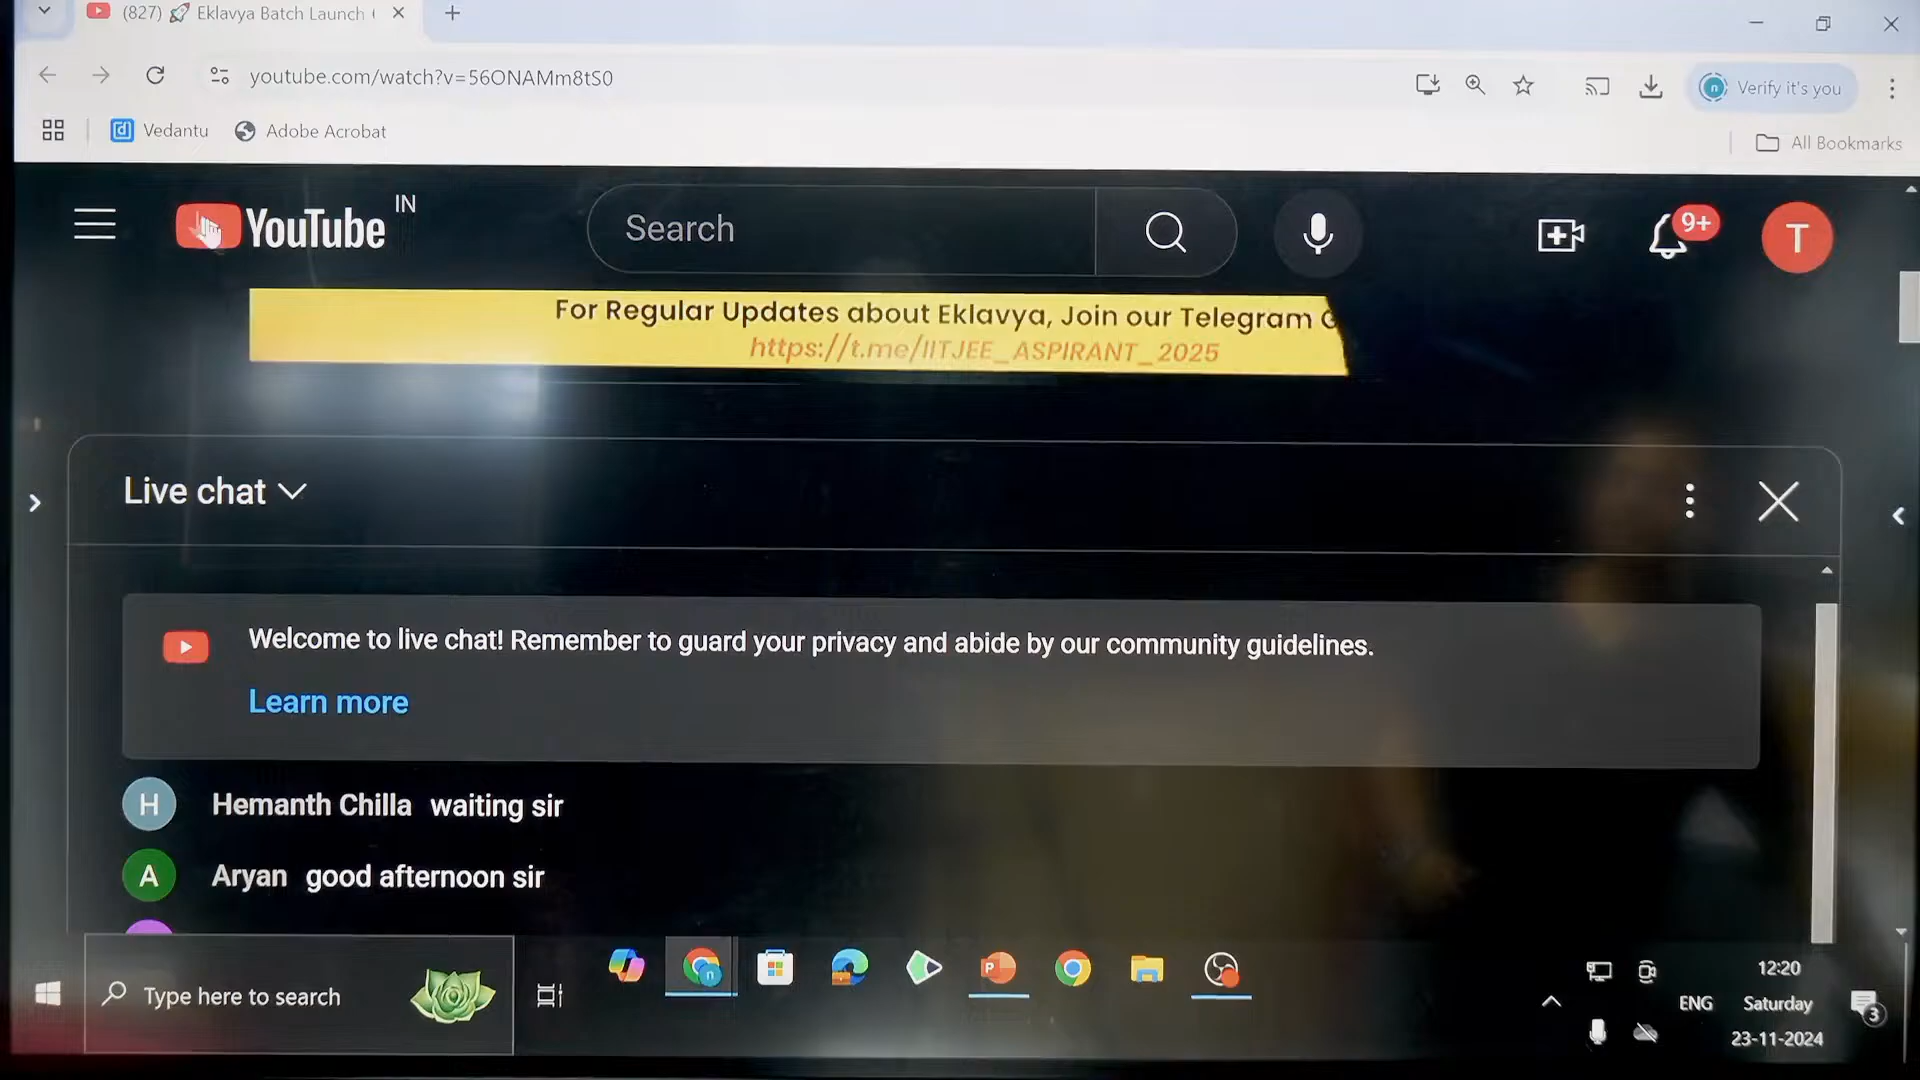 (827) 🚀 Eklavya Batch Launch
youtube.com/watch?v=56ONAMm8tS0
n
Verify it's you
Vedantu
Adobe Acrobat
All Bookmarks
YouTube
IN
Search
9+
T
For Regular Updates about Eklavya, Join our Telegram
https://t.me/IITJEE_ASPIRANT_2025
Live chat
Welcome to live chat! Remember to guard your privacy and abide by our community guidelines.
Learn more
H
Hemanth Chilla waiting sir
A
Aryan good afternoon sir
Type here to search
n
P
12:20
ENG
Saturday
3
23-11-2024